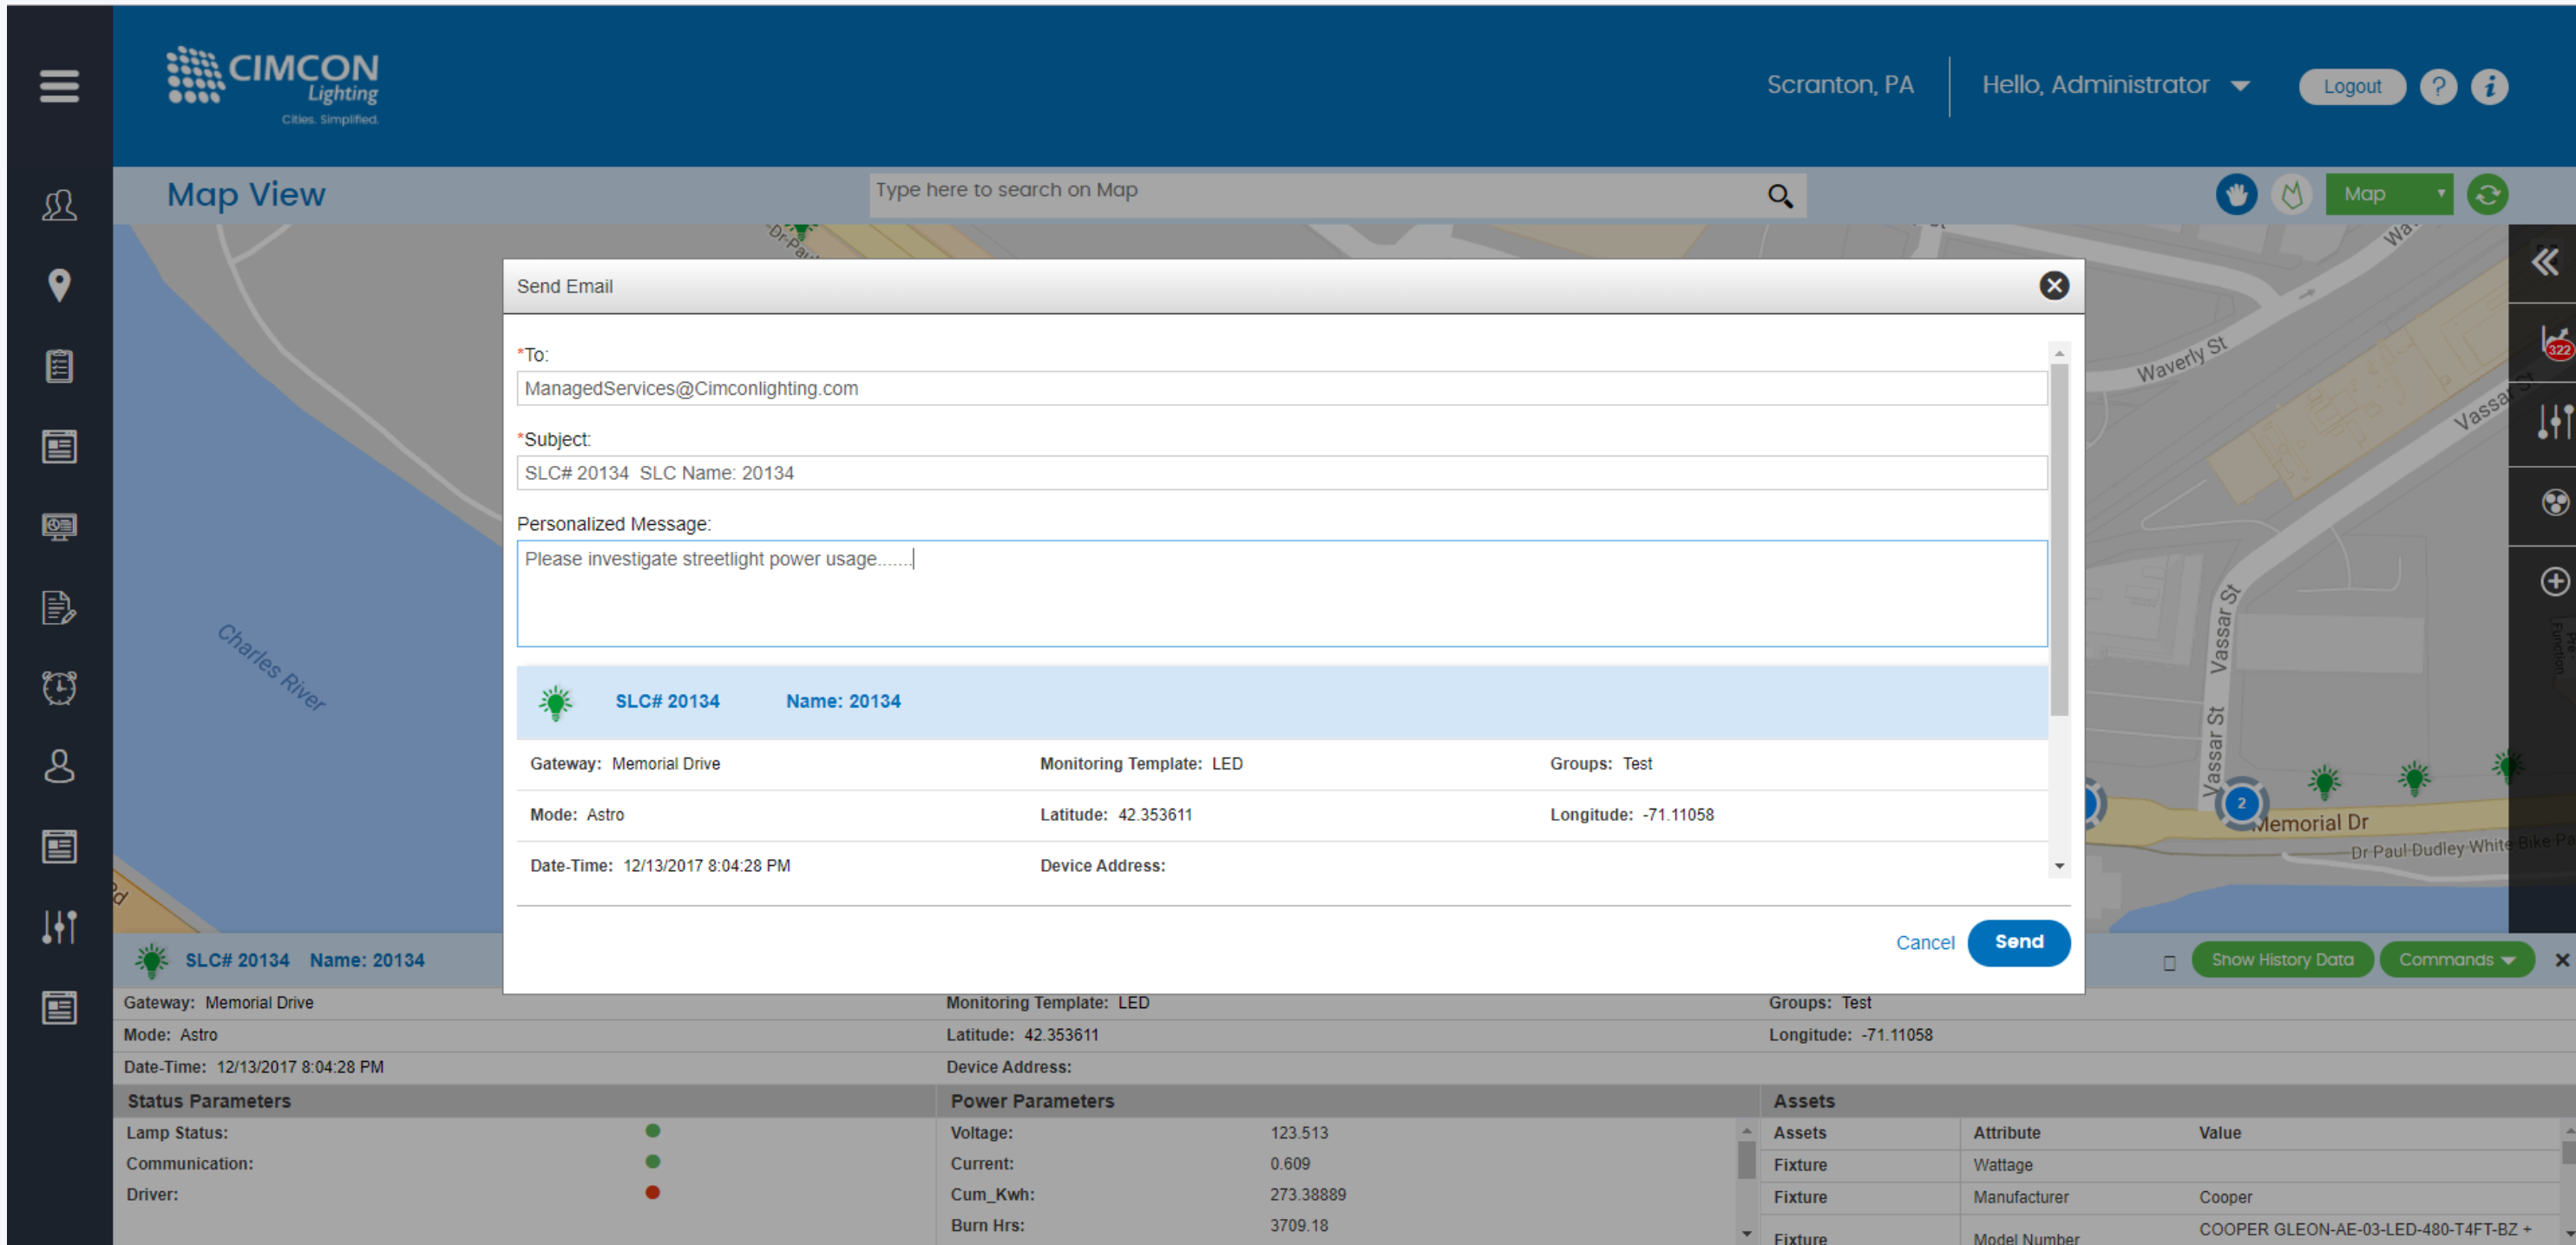 CIMCON
Lighting
Cities. Simplified.
Scranton, PA
Hello, Administrator
Logout
?
i
Map View
Type here to search on Map
Map
Send Email
*To:
ManagedServices@Cimconlighting.com
*Subject:
SLC# 20134  SLC Name: 20134
Personalized Message:
Please investigate streetlight power usage.......
SLC# 20134 Name: 20134
Gateway: Memorial Drive Monitoring Template: LED Groups: Test
Mode: Astro Latitude: 42.353611 Longitude: -71.11058
Date-Time: 12/13/2017 8:04:28 PM Device Address:
Cancel Send
Charles River
Waverly St
Vassar St
Vassar St
Vassar St
322
2
Memorial Dr
Dr Paul Dudley White Bike Pa
SLC# 20134 Name: 20134
Show History Data Commands
Gateway: Memorial Drive Monitoring Template: LED Groups: Test
Mode: Astro Latitude: 42.353611 Longitude: -71.11058
Date-Time: 12/13/2017 8:04:28 PM Device Address:
Status Parameters Power Parameters Assets
Lamp Status: Voltage: 123.513 Assets Attribute Value
Communication: Current: 0.609 Fixture Wattage
Driver: Cum_Kwh: 273.38889 Fixture Manufacturer Cooper
Burn Hrs: 3709.18 Fixture Model Number COOPER GLEON-AE-03-LED-480-T4FT-BZ +